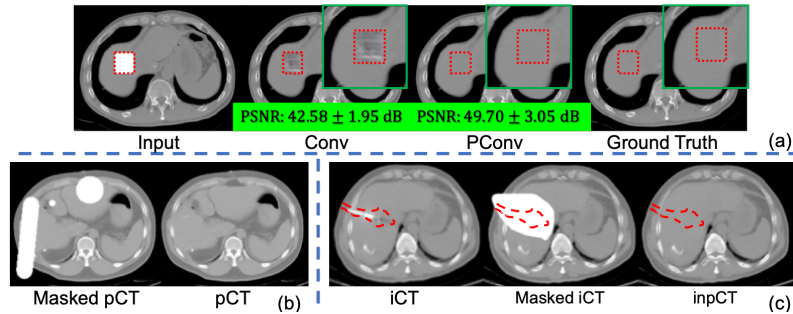 PSNR: 42.58 ± 1.95 dB PSNR: 49.70 ± 3.05 dB
Input Conv PConv Ground Truth (a)
Masked pCT pCT (b)
iCT Masked iCT inpCT (c)